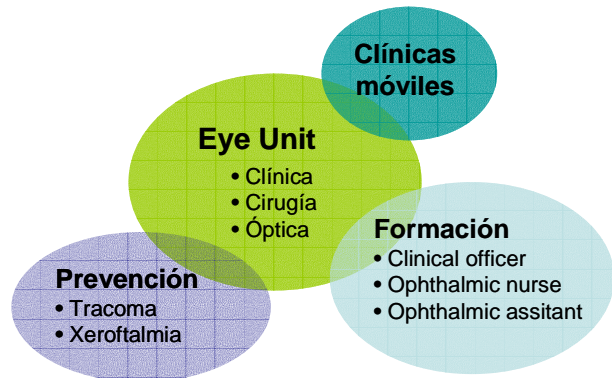 Clínicas
móviles
Eye Unit
• Clínica
• Cirugía
• Óptica
Formación
• Clinical officer
• Ophthalmic nurse
• Ophthalmic assitant
Prevención
• Tracoma
• Xeroftalmia